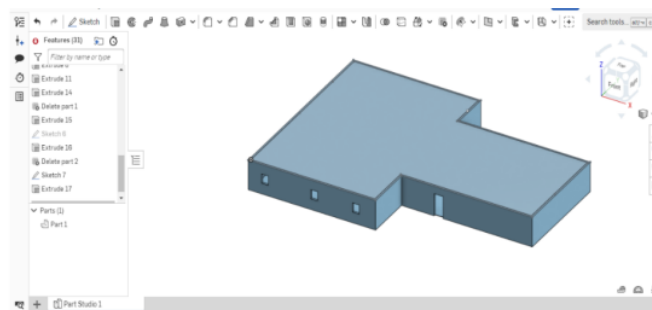 Sketch
Search tools...
Features (31)
Filter by name or type
Extrude 11
Extrude 14
Delete part 1
Extrude 15
Sketch 6
Extrude 16
Delete part 2
Sketch 7
Extrude 17
Parts (1)
Part 1
Z
Top
Front
X
Part Studio 1